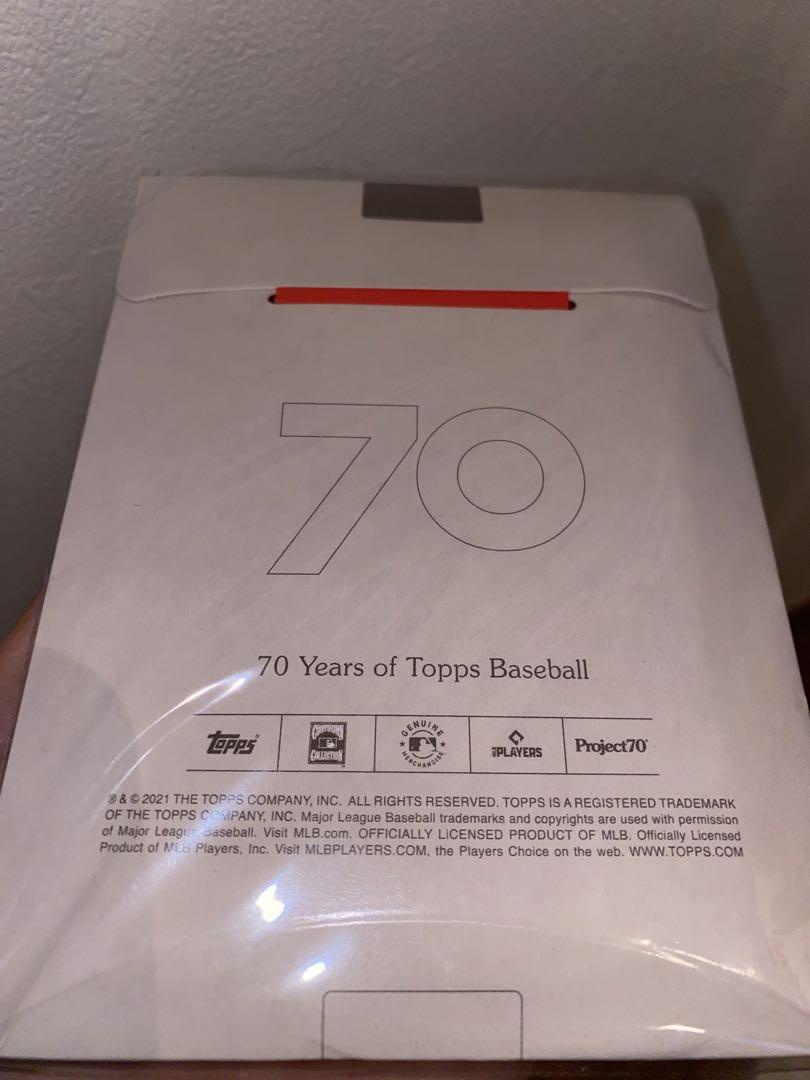 70
70 Years of Topps Baseball
topps®
COOPERSTOWN COLLECTION
GENUINE MERCHANDISE
MLB PLAYERS
Project70®
® & © 2021 THE TOPPS COMPANY, INC. ALL RIGHTS RESERVED. TOPPS IS A REGISTERED TRADEMARK
OF THE TOPPS COMPANY, INC. Major League Baseball trademarks and copyrights are used with permission
of Major League Baseball. Visit MLB.com. OFFICIALLY LICENSED PRODUCT OF MLB. Officially Licensed
Product of MLB Players, Inc. Visit MLBPLAYERS.COM, the Players Choice on the web. WWW.TOPPS.COM